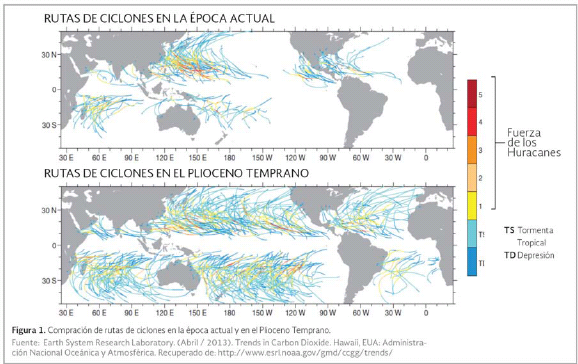 RUTAS DE CICLONES EN LA ÉPOCA ACTUAL
30 N
0
30 S
30 E 60 E 90 E 120 E 150 E 180 150 W 120 W 90 W 60 W 30 W 0
RUTAS DE CICLONES EN EL PLIOCENO TEMPRANO
30 N
0
30 S
30 E 60 E 90 E 120 E 150 E 180 150 W 120 W 90 W 60 W 30 W 0
5
4
3
2
1
TS
TD
Fuerza
de los
Huracanes
TS Tormenta
Tropical
TD Depresión
Figura 1. Compración de rutas de ciclones en la época actual y en el Plioceno Temprano.
Fuente: Earth System Research Laboratory. (Abril / 2013). Trends in Carbon Dioxide. Hawaii, EUA: Administra-
ción Nacional Oceánica y Atmosférica. Recuperado de: http://www.esrl.noaa.gov/gmd/ccgg/trends/